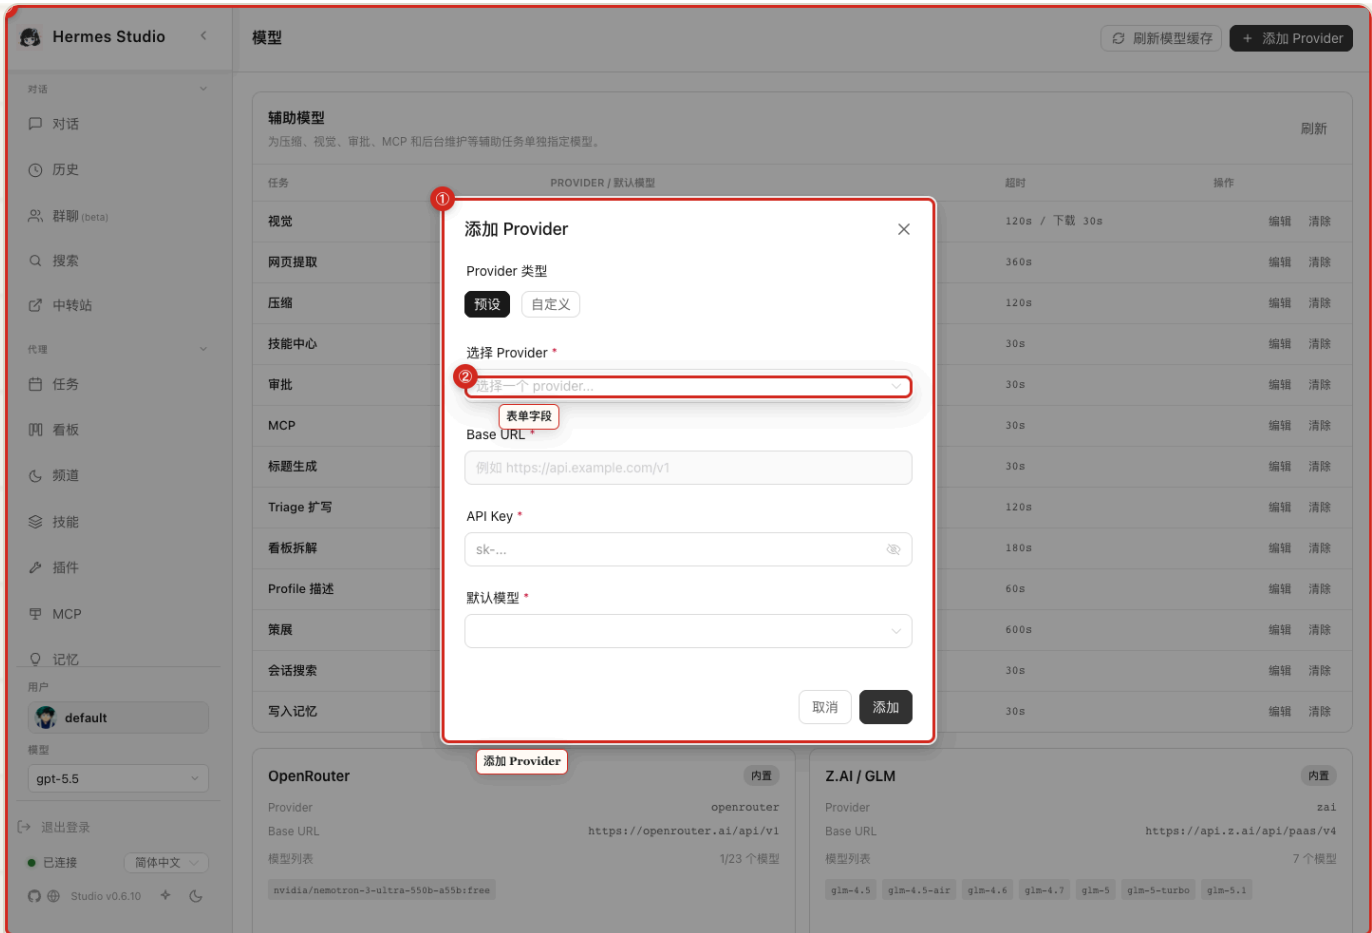 Hermes Studio
对话
对话
历史
群聊 (beta)
搜索
中转站
代理
任务
看板
频道
技能
插件
MCP
记忆
用户
default
模型
gpt-5.5
退出登录
已连接
简体中文
Studio v0.6.10
模型
刷新模型缓存
+ 添加 Provider
辅助模型
为压缩、视觉、审批、MCP 和后台维护等辅助任务单独指定模型。
刷新
任务 PROVIDER / 默认模型 超时 操作
视觉 120s / 下载 30s 编辑 清除
网页提取 360s 编辑 清除
压缩 120s 编辑 清除
技能中心 30s 编辑 清除
审批 30s 编辑 清除
MCP 30s 编辑 清除
标题生成 30s 编辑 清除
Triage 扩写 120s 编辑 清除
看板拆解 180s 编辑 清除
Profile 描述 60s 编辑 清除
策展 600s 编辑 清除
会话搜索 30s 编辑 清除
写入记忆 30s 编辑 清除
①
添加 Provider
Provider 类型
预设 自定义
选择 Provider *
②
选择一个 provider...
表单字段
Base URL *
例如 https://api.example.com/v1
API Key *
sk-...
默认模型 *
取消 添加
添加 Provider
OpenRouter 内置
Provider openrouter
Base URL https://openrouter.ai/api/v1
模型列表 1/23 个模型
nvidia/nemotron-3-ultra-550b-a55b:free
Z.AI / GLM 内置
Provider zai
Base URL https://api.z.ai/api/paas/v4
模型列表 7 个模型
glm-4.5 glm-4.5-air glm-4.6 glm-4.7 glm-5 glm-5-turbo glm-5.1